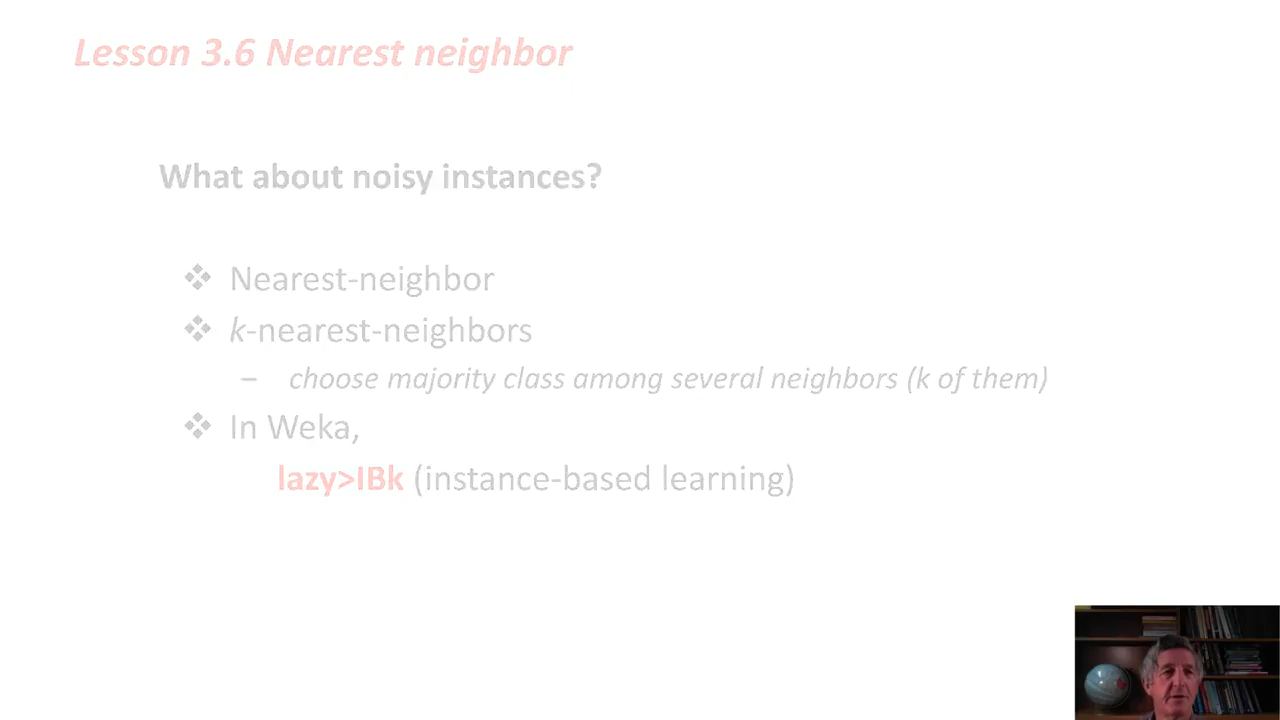 Lesson 3.6 Nearest neighbor
What about noisy instances?
❖ Nearest-neighbor
❖ k-nearest-neighbors
– choose majority class among several neighbors (k of them)
❖ In Weka,
lazy>IBk (instance-based learning)